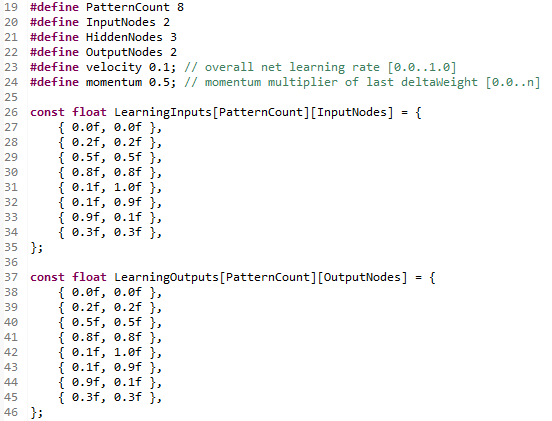 19 #define PatternCount 8
20 #define InputNodes 2
21 #define HiddenNodes 3
22 #define OutputNodes 2
23 #define velocity 0.1; // overall net learning rate [0.0..1.0]
24 #define momentum 0.5; // momentum multiplier of last deltaWeight [0.0..n]
25
26 const float LearningInputs[PatternCount][InputNodes] = {
27     { 0.0f, 0.0f },
28     { 0.2f, 0.2f },
29     { 0.5f, 0.5f },
30     { 0.8f, 0.8f },
31     { 0.1f, 1.0f },
32     { 0.1f, 0.9f },
33     { 0.9f, 0.1f },
34     { 0.3f, 0.3f },
35 };
36
37 const float LearningOutputs[PatternCount][OutputNodes] = {
38     { 0.0f, 0.0f },
39     { 0.2f, 0.2f },
40     { 0.5f, 0.5f },
41     { 0.8f, 0.8f },
42     { 0.1f, 1.0f },
43     { 0.1f, 0.9f },
44     { 0.9f, 0.1f },
45     { 0.3f, 0.3f },
46 };